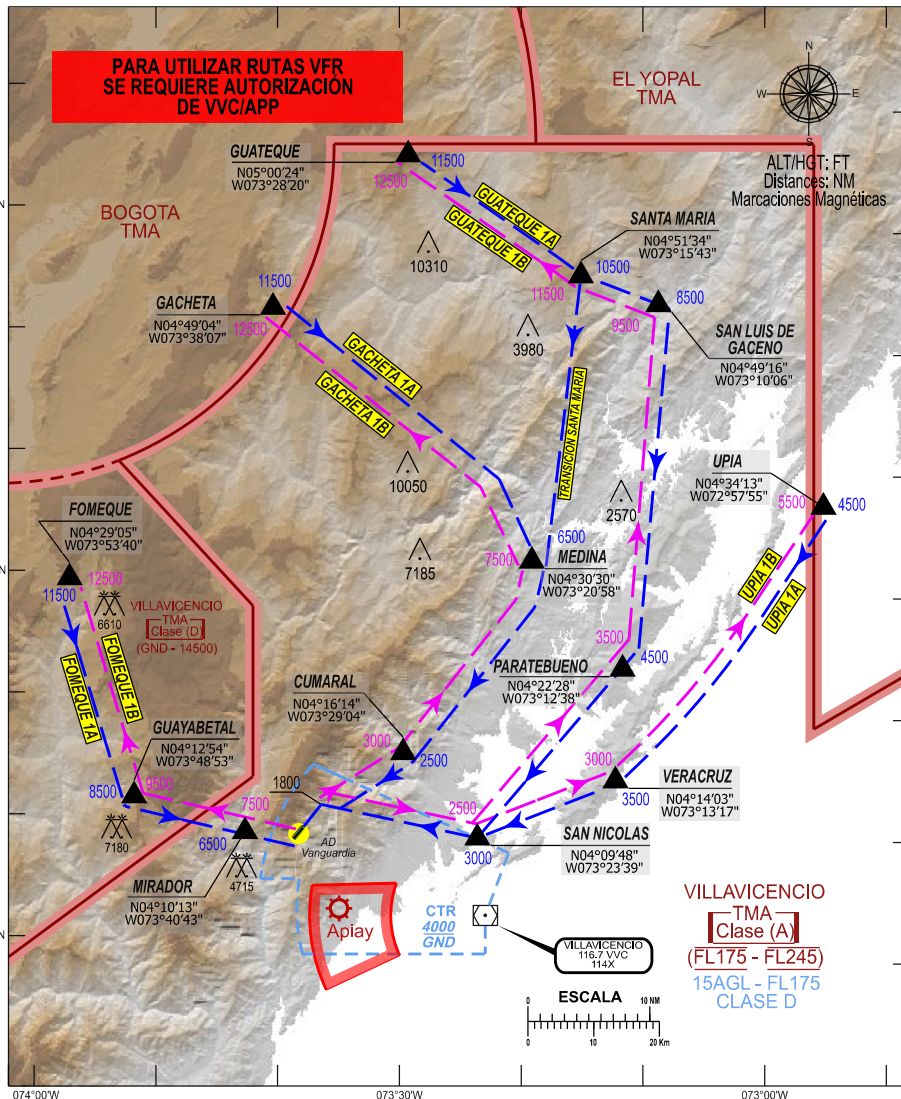 PARA UTILIZAR RUTAS VFR
SE REQUIERE AUTORIZACIÓN
DE VVC/APP
EL YOPAL
TMA
N
W
E
S
ALT/HGT: FT
Distances: NM
Marcaciones Magnéticas
BOGOTA
TMA
GUATEQUE
N05°00'24"
W073°28'20"
11500
12500
GUATEQUE 1A
GUATEQUE 1B
10310
SANTA MARIA
N04°51'34"
W073°15'43"
10500
11500
8500
9500
SAN LUIS DE
GACENO
N04°49'16"
W073°10'06"
3980
GACHETA
N04°49'04"
W073°38'07"
11500
12500
GACHETA 1A
GACHETA 1B
TRANSICION SANTA MARIA
10050
7185
2570
UPIA
N04°34'13"
W072°57'55"
5500
4500
UPIA 1B
UPIA 1A
FOMEQUE
N04°29'05"
W073°53'40"
12500
11500
6610
FOMEQUE 1A
FOMEQUE 1B
VILLAVICENCIO
TMA
Clase (D)
(GND - 14500)
6500
7500
MEDINA
N04°30'30"
W073°20'58"
3500
4500
PARATEBUENO
N04°22'28"
W073°12'38"
CUMARAL
N04°16'14"
W073°29'04"
3000
2500
GUAYABETAL
N04°12'54"
W073°48'53"
8500
9500
7180
7500
6500
4715
MIRADOR
N04°10'13"
W073°40'43"
1800
AD
Vanguardia
2500
3000
SAN NICOLAS
N04°09'48"
W073°23'39"
3000
3500
VERACRUZ
N04°14'03"
W073°13'17"
Apiay
CTR
4000
GND
VILLAVICENCIO
116.7 VVC
114X
VILLAVICENCIO
TMA
Clase (A)
(FL175 - FL245)
15AGL - FL175
CLASE D
ESCALA
0
10 NM
0
10
20 Km
074°00'W
073°30'W
073°00'W
N
N
N
N